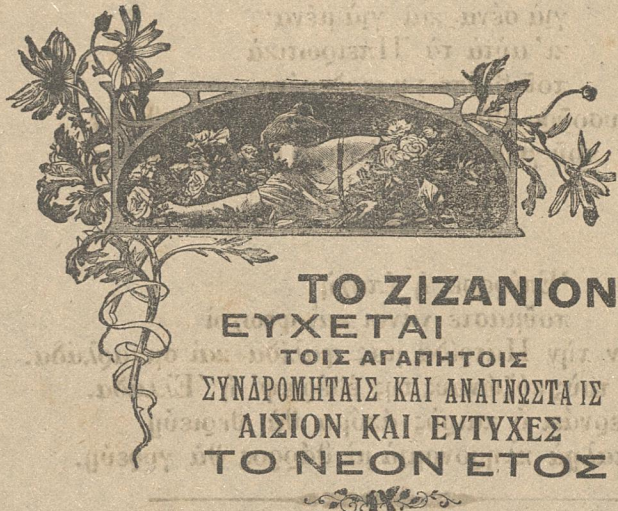 ΤΟ ΖΙΖΑΝΙΟΝ
ΕΥΧΕΤΑΙ
ΤΟΙΣ ΑΓΑΠΗΤΟΙΣ
ΣΥΝΔΡΟΜΗΤΑΙΣ ΚΑΙ ΑΝΑΓΝΩΣΤΑΙΣ
ΑΙΣΙΟΝ ΚΑΙ ΕΥΤΥΧΕΣ
ΤΟ ΝΕΟΝ ΕΤΟΣ